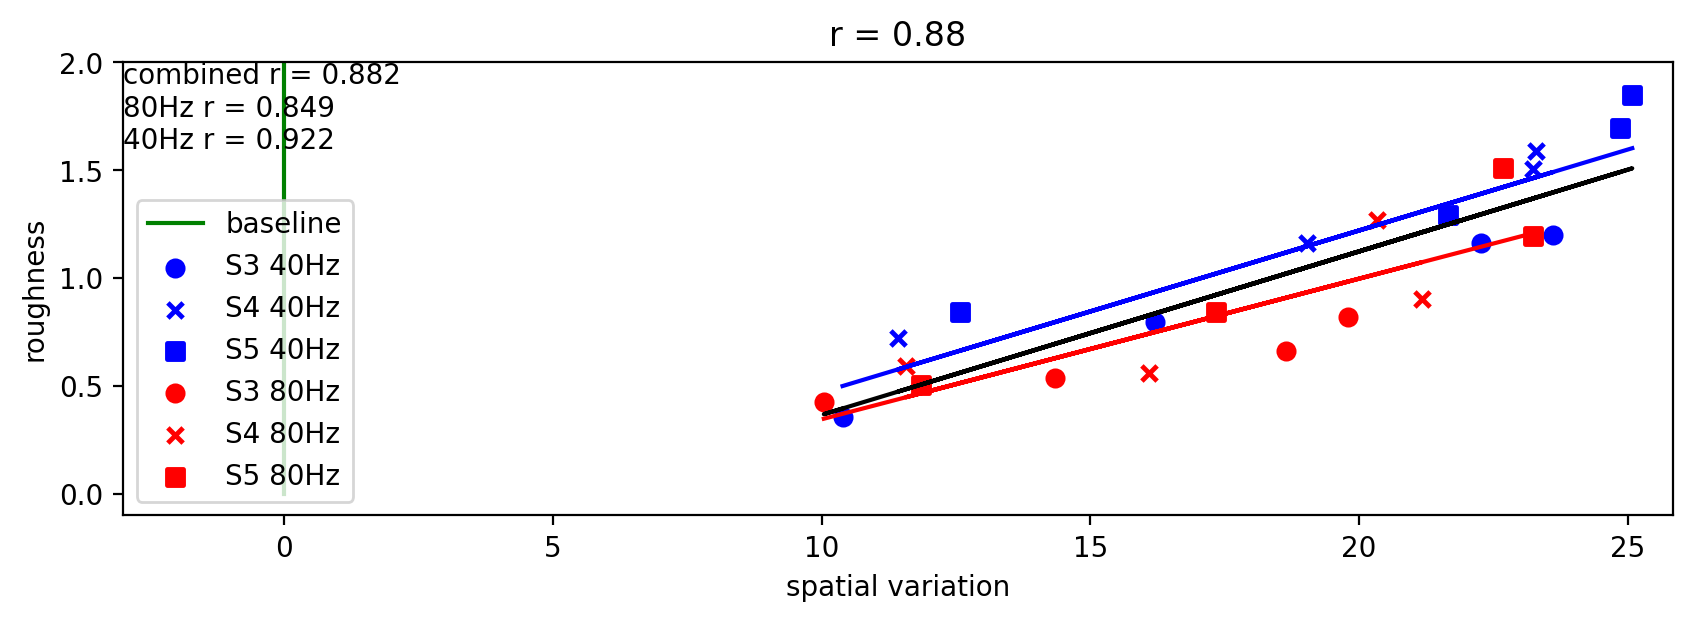 r = 0.88
combined r = 0.882
80Hz r = 0.849
40Hz r = 0.922
2.0
1.5
1.0
0.5
0.0
roughness
baseline
S3 40Hz
S4 40Hz
S5 40Hz
S3 80Hz
S4 80Hz
S5 80Hz
0 5 10 15 20 25
spatial variation